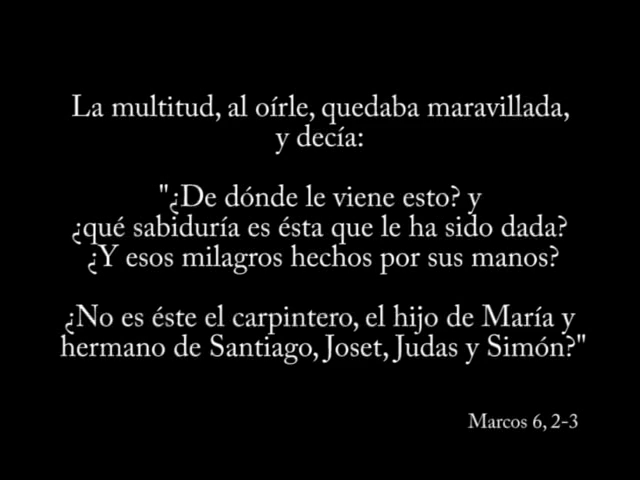 La multitud, al oírle, quedaba maravillada,
y decía:
"¿De dónde le viene esto? y
¿qué sabiduría es ésta que le ha sido dada?
¿Y esos milagros hechos por sus manos?
¿No es éste el carpintero, el hijo de María y
hermano de Santiago, Joset, Judas y Simón?"
Marcos 6, 2-3